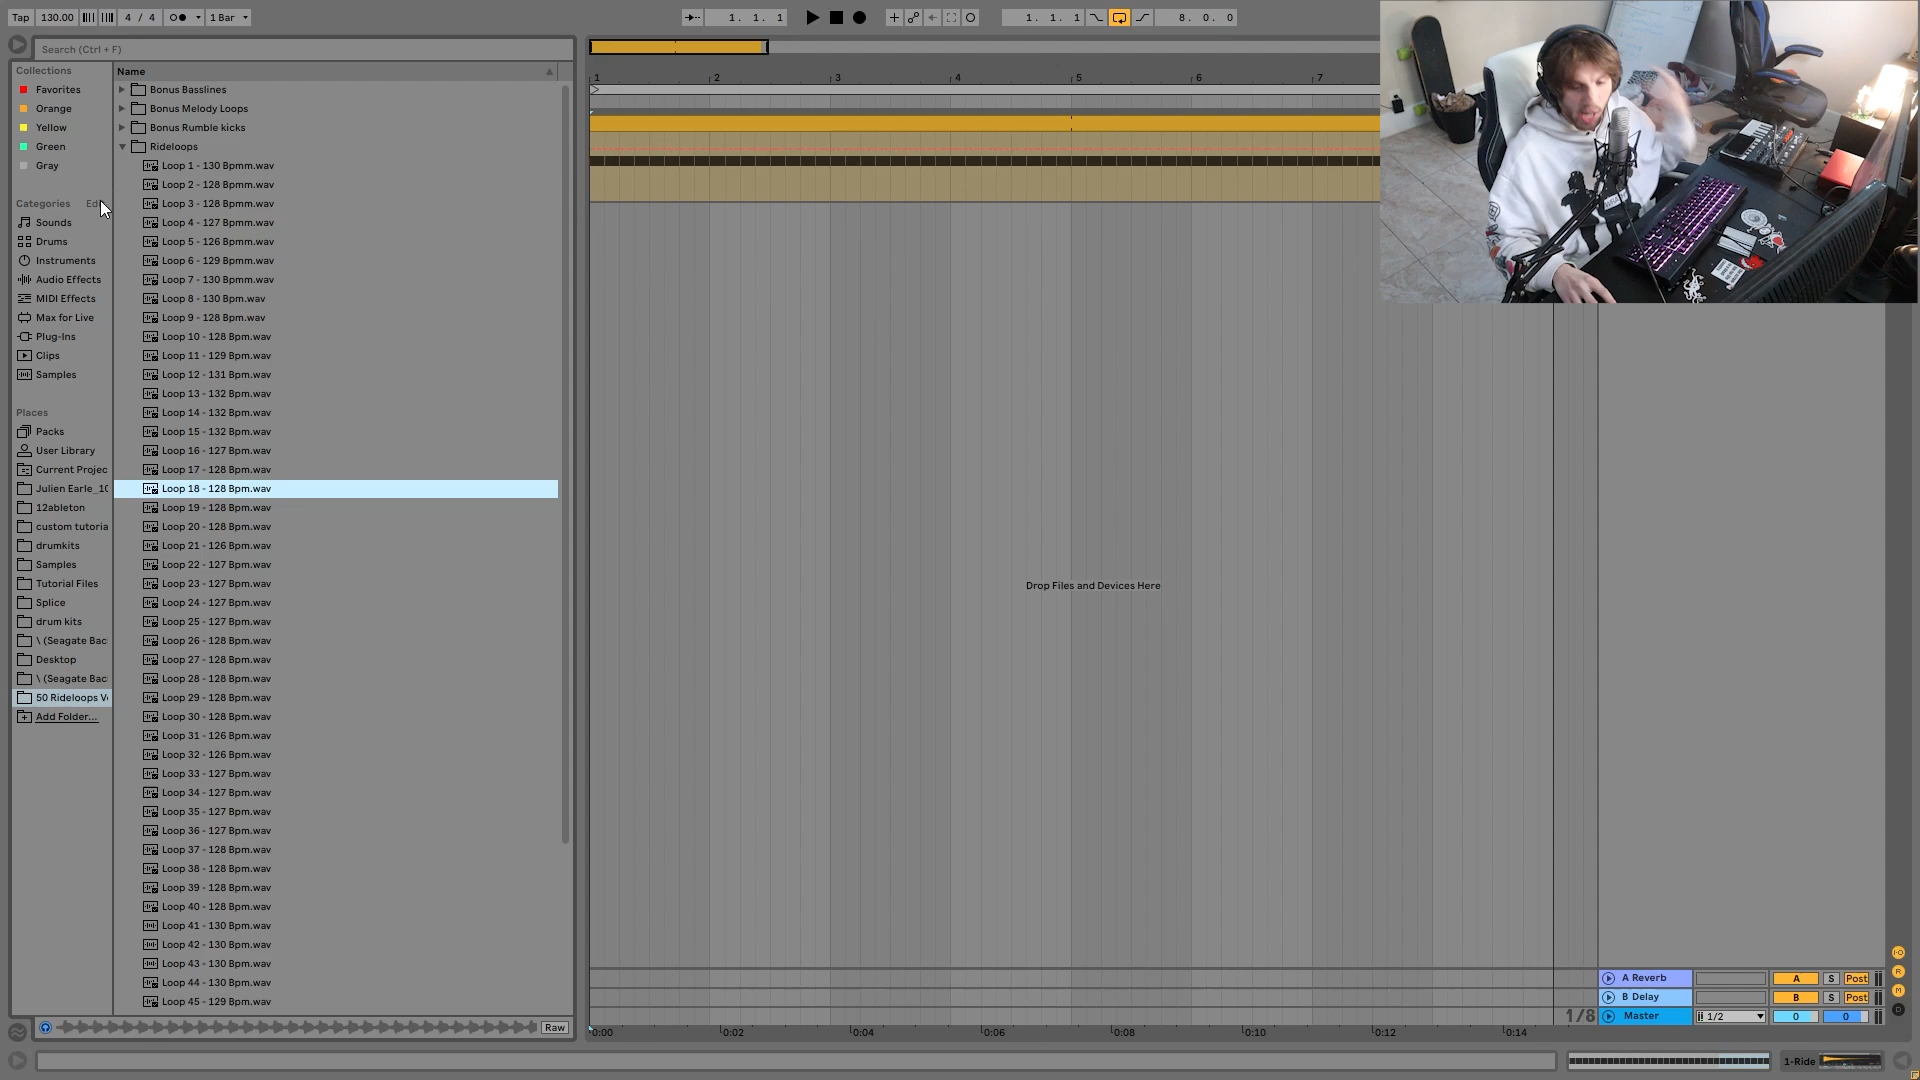 Tap 130.00 4 / 4 1 Bar 1. 1. 1 1. 1. 1 8. 0. 0
Search (Ctrl + F)
Collections
Favorites
Orange
Yellow
Green
Gray
Categories
Sounds
Drums
Instruments
Audio Effects
MIDI Effects
Max for Live
Plug-Ins
Clips
Samples
Places
Packs
User Library
Current Projec
Julien Earle_10
12ableton
custom tutoria
drumkits
Samples
Tutorial Files
Splice
drum kits
\ (Seagate Bac
Desktop
\ (Seagate Bac
50 Rideloops V
Add Folder...
Name
Bonus Basslines
Bonus Melody Loops
Bonus Rumble kicks
Rideloops
Loop 1 - 130 Bpmm.wav
Loop 2 - 128 Bpmm.wav
Loop 3 - 128 Bpmm.wav
Loop 4 - 127 Bpmm.wav
Loop 5 - 126 Bpmm.wav
Loop 6 - 129 Bpmm.wav
Loop 7 - 130 Bpmm.wav
Loop 8 - 130 Bpm.wav
Loop 9 - 128 Bpm.wav
Loop 10 - 128 Bpm.wav
Loop 11 - 129 Bpm.wav
Loop 12 - 131 Bpm.wav
Loop 13 - 132 Bpm.wav
Loop 14 - 132 Bpm.wav
Loop 15 - 132 Bpm.wav
Loop 16 - 127 Bpm.wav
Loop 17 - 128 Bpm.wav
Loop 18 - 128 Bpm.wav
Loop 19 - 128 Bpm.wav
Loop 20 - 128 Bpm.wav
Loop 21 - 126 Bpm.wav
Loop 22 - 127 Bpm.wav
Loop 23 - 127 Bpm.wav
Loop 24 - 127 Bpm.wav
Loop 25 - 127 Bpm.wav
Loop 26 - 128 Bpm.wav
Loop 27 - 128 Bpm.wav
Loop 28 - 128 Bpm.wav
Loop 29 - 128 Bpm.wav
Loop 30 - 128 Bpm.wav
Loop 31 - 126 Bpm.wav
Loop 32 - 126 Bpm.wav
Loop 33 - 127 Bpm.wav
Loop 34 - 127 Bpm.wav
Loop 35 - 127 Bpm.wav
Loop 36 - 127 Bpm.wav
Loop 37 - 128 Bpm.wav
Loop 38 - 128 Bpm.wav
Loop 39 - 128 Bpm.wav
Loop 40 - 128 Bpm.wav
Loop 41 - 130 Bpm.wav
Loop 42 - 130 Bpm.wav
Loop 43 - 130 Bpm.wav
Loop 44 - 130 Bpm.wav
Loop 45 - 129 Bpm.wav
Raw
1 2 3 4 5 6 7
Drop Files and Devices Here
A Reverb A S Post
B Delay B S Post
1/8 Master 1/2 0 0
0:00 0:02 0:04 0:06 0:08 0:10 0:12 0:14
1-Ride